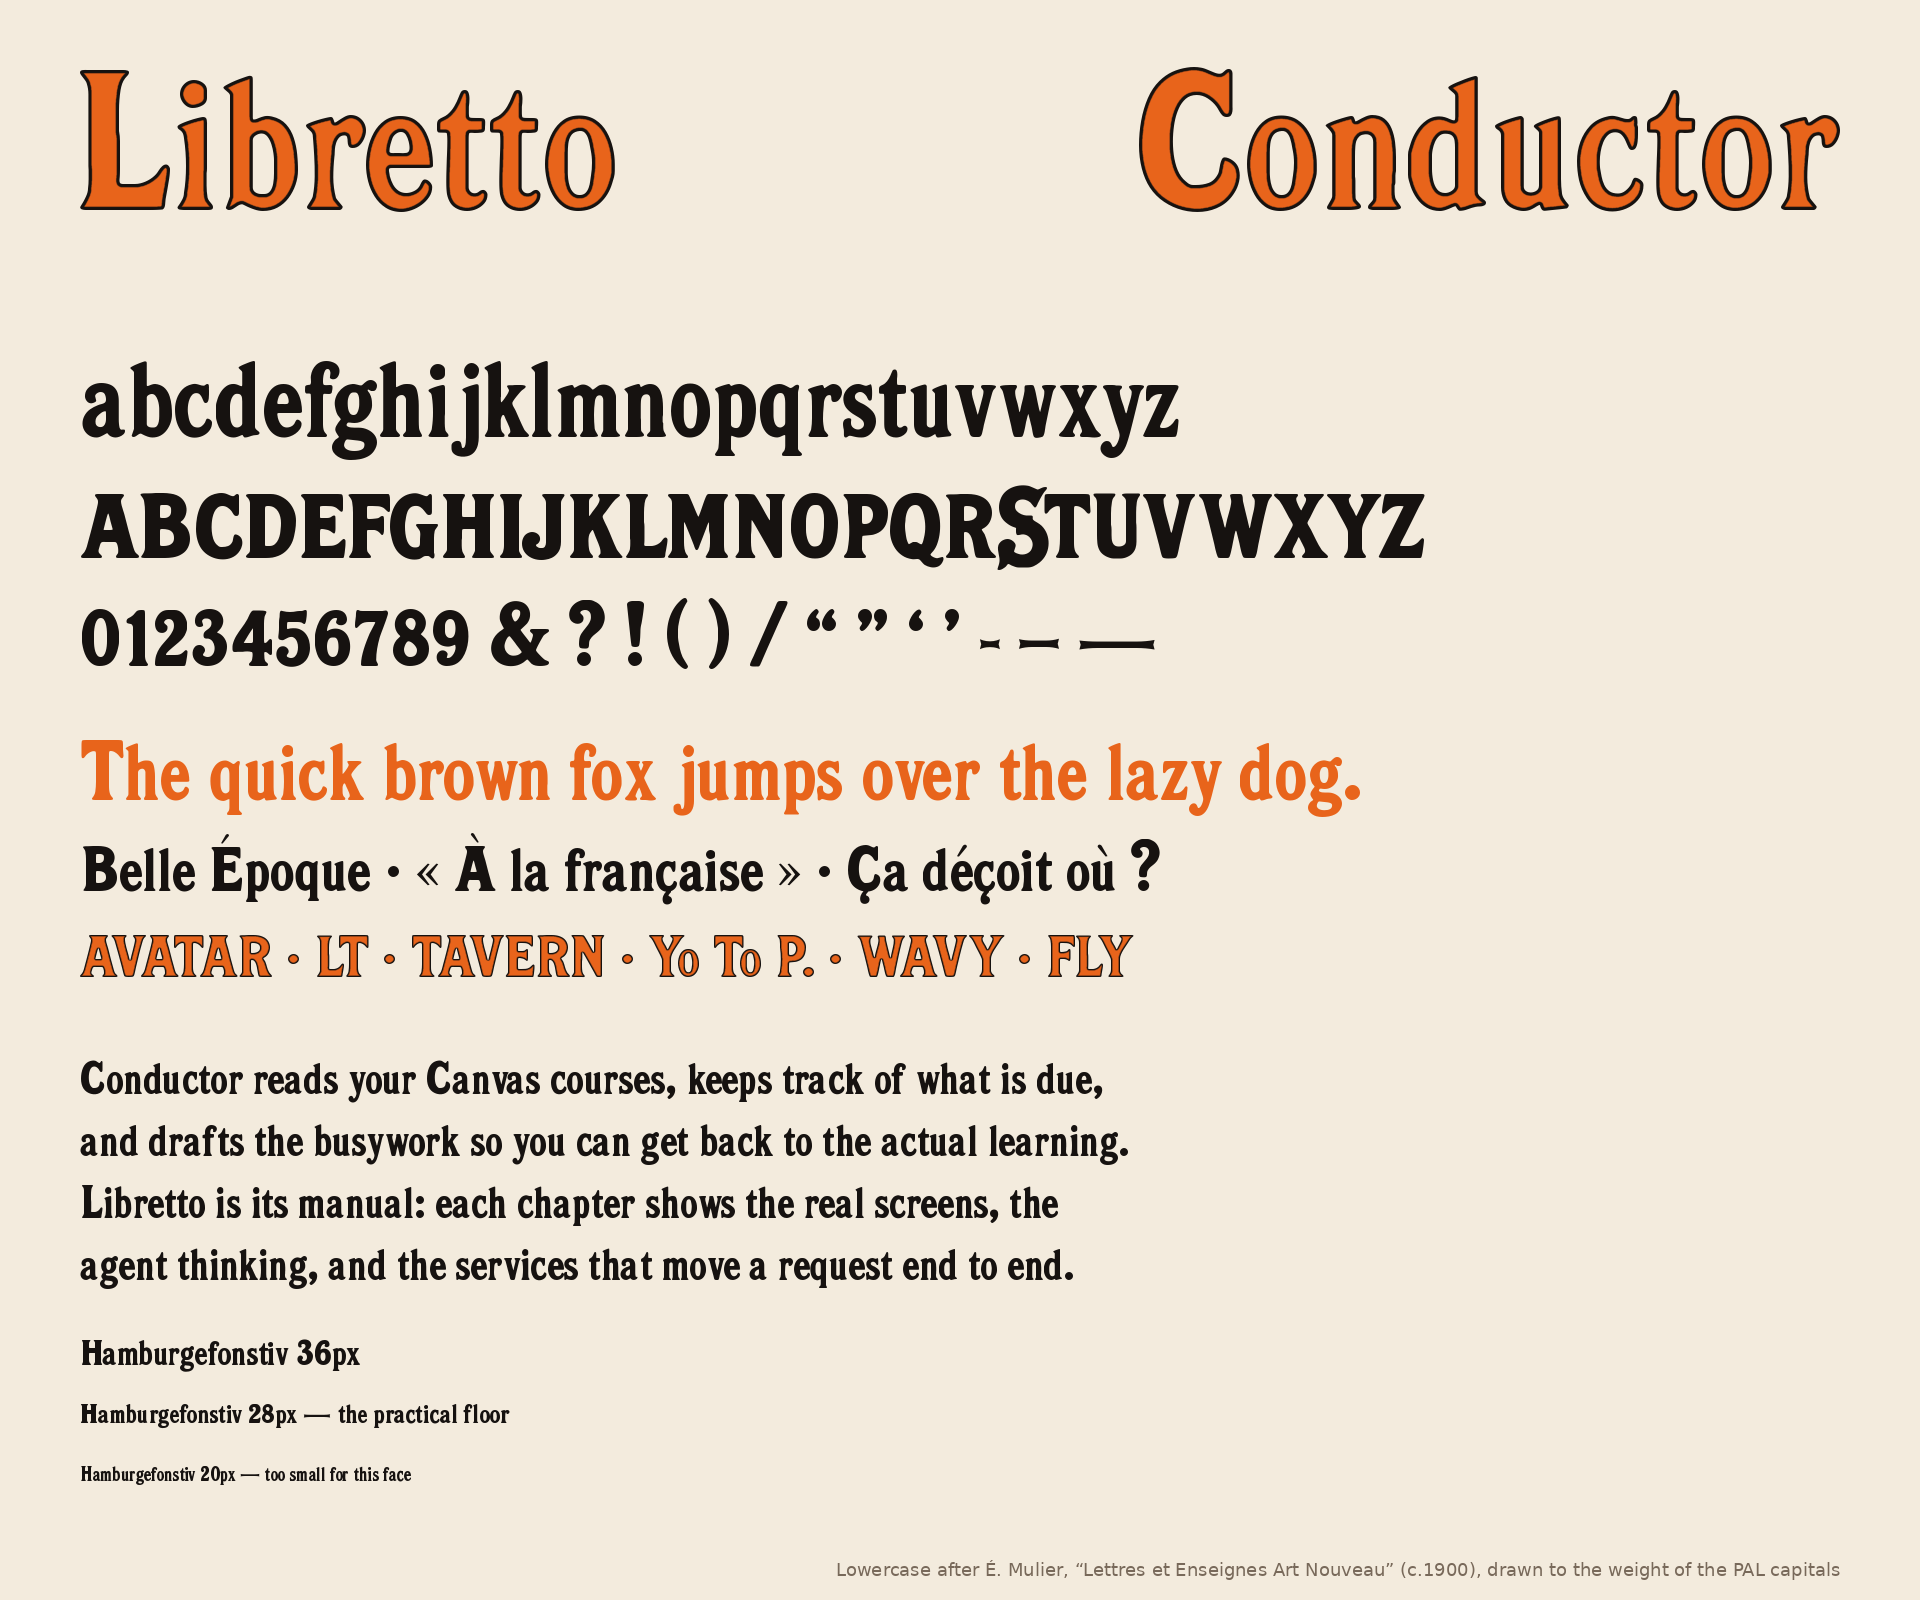 Libretto Conductor
abcdefghijklmnopqrstuvwxyz
ABCDEFGHIJKLMNOPQRSTUVWXYZ
0123456789 & ? ! ( ) / “ ” ‘ ’ - – —
The quick brown fox jumps over the lazy dog.
Belle Époque · « À la française » · Ça déçoit où ?
AVATAR · LT · TAVERN · Yo To P. · WAVY · FLY
Conductor reads your Canvas courses, keeps track of what is due,
and drafts the busywork so you can get back to the actual learning.
Libretto is its manual: each chapter shows the real screens, the
agent thinking, and the services that move a request end to end.
Hamburgefonstiv 36px
Hamburgefonstiv 28px — the practical floor
Hamburgefonstiv 20px — too small for this face
Lowercase after É. Mulier, “Lettres et Enseignes Art Nouveau” (c.1900), drawn to the weight of the PAL capitals